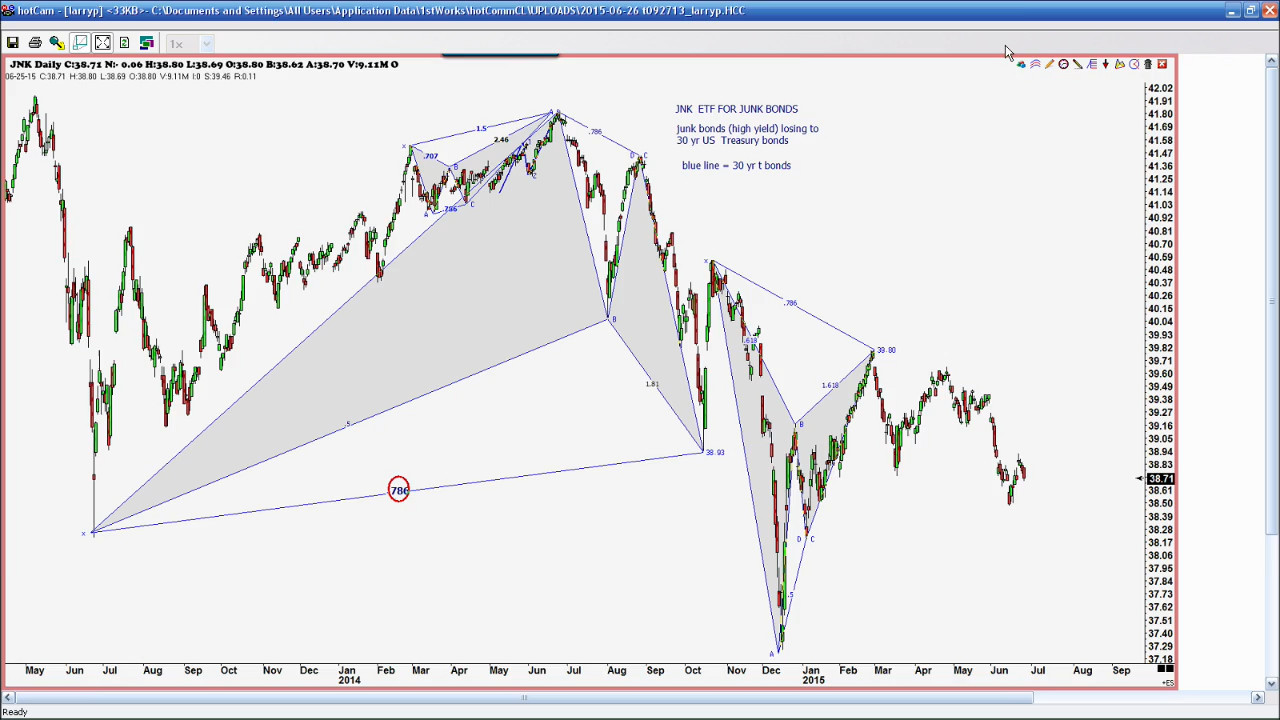 hotCam - [larryp] <33KB> - C:\Documents and Settings\All Users\Application Data\1stWorks\hotCommCL\UPLOADS\2015-06-26 t092713_larryp.HCC
1x
JNK Daily C:38.71 N:- 0.06 H:38.80 L:38.69 O:38.80 B:38.62 A:38.70 V:9.11M O
06-25-15 C:38.71 H:38.80 L:38.69 O:38.80 V:9.11M I:0 S:39.46 R:0.11
JNK ETF FOR JUNK BONDS
junk bonds (high yield) losing to
30 yr US Treasury bonds
blue line = 30 yr t bonds
X
1.5
2.46
A
.786
.707
B
D C
C
A
.786
C
X
.786
B
.618
39.80
1.81
1.618
.5
B
38.93
786
X
D C
.5
A
42.02
41.91
41.80
41.69
41.58
41.47
41.36
41.25
41.14
41.03
40.92
40.81
40.70
40.59
40.48
40.37
40.26
40.15
40.04
39.93
39.82
39.71
39.60
39.49
39.38
39.27
39.16
39.05
38.94
38.83
38.71
38.61
38.50
38.39
38.28
38.17
38.06
37.95
37.84
37.73
37.62
37.51
37.40
37.29
37.18
May Jun Jul Aug Sep Oct Nov Dec Jan Feb Mar Apr May Jun Jul Aug Sep Oct Nov Dec Jan Feb Mar Apr May Jun Jul Aug Sep
2014 2015
+ES
Ready